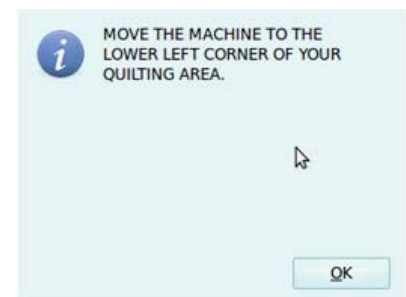 MOVE THE MACHINE TO THE
LOWER LEFT CORNER OF YOUR
QUILTING AREA.
OK